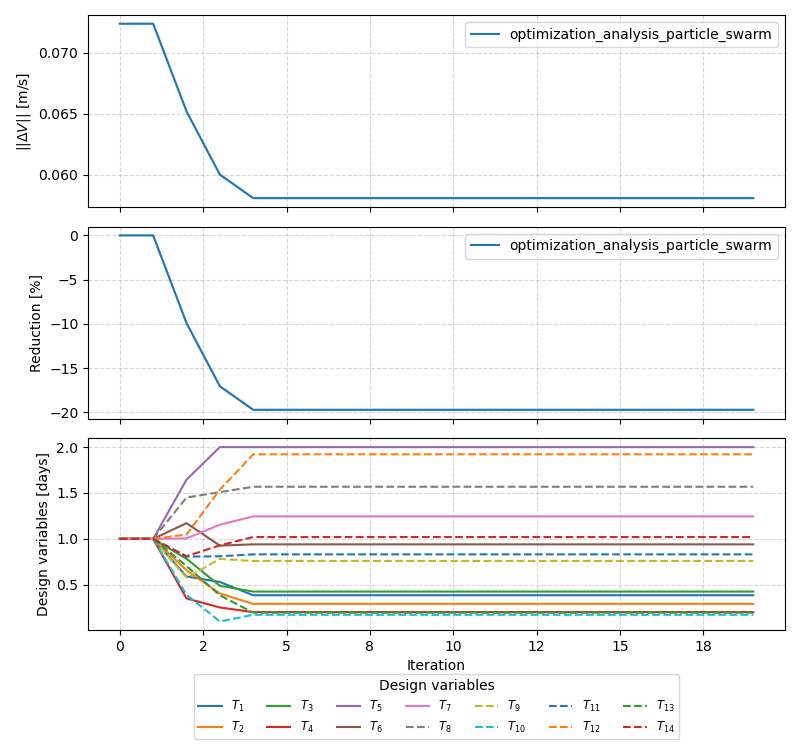 optimization_analysis_particle_swarm
||ΔV|| [m/s]
0.070
0.065
0.060
optimization_analysis_particle_swarm
Reduction [%]
0
−5
−10
−15
−20
Design variables [days]
2.0
1.5
1.0
0.5
0 2 5 8 10 12 15 18
Iteration
Design variables
T1 T3 T5 T7 T9 T11 T13
T2 T4 T6 T8 T10 T12 T14